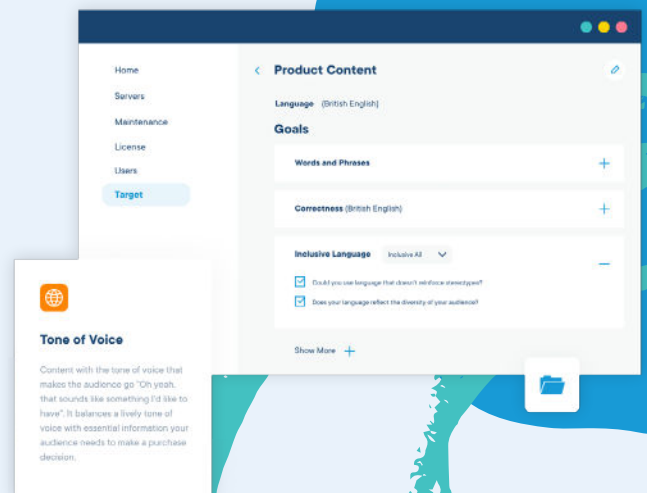 Home
Servers
Maintenance
License
Users
Target
Product Content
Language (British English)
Goals
Words and Phrases
Correctness (British English)
Inclusive Language Inclusive All
Could you use language that doesn't reinforce stereotypes?
Does your language reflect the diversity of your audience?
Show More
Tone of Voice
Content with the tone of voice that
makes the audience go "Oh yeah,
that sounds like something I'd like to
have". It balances a lively tone of
voice with essential information your
audience needs to make a purchase
decision.